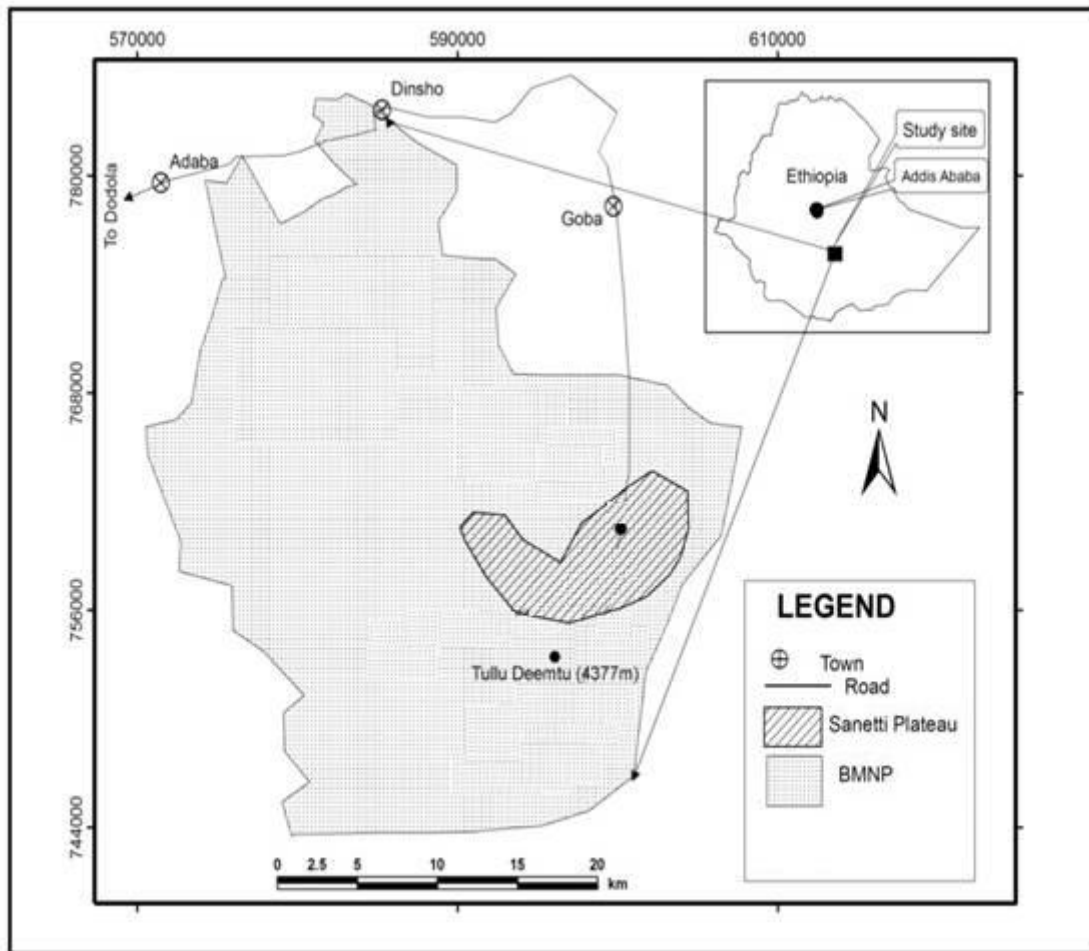 570000 590000 610000
Dinsho
Adaba
To Dodola
Goba
Study site
Ethiopia
Addis Ababa
780000
768000
756000
744000
N
Tullu Deemtu (4377m)
LEGEND
Town
Road
Sanetti Plateau
BMNP
0 2.5 5 10 15 20
km